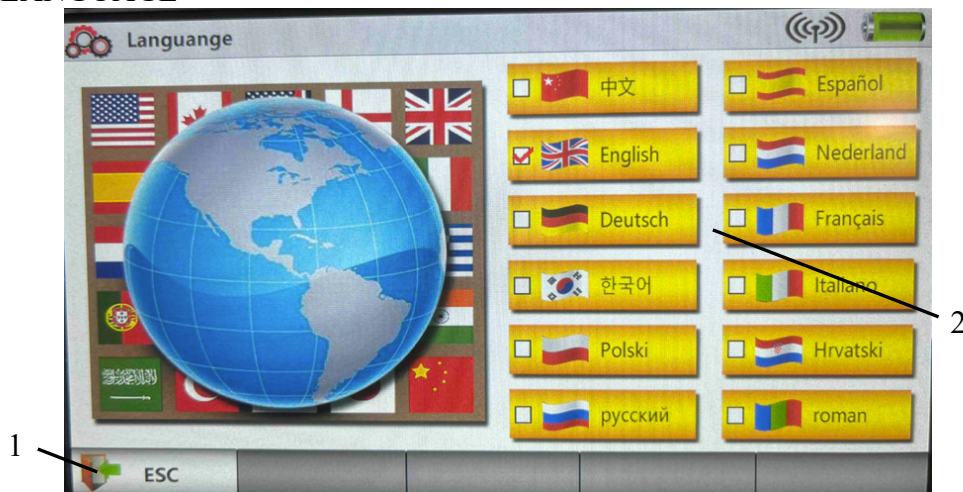 LANGUAGE
Languange
中文
Español
English
Nederland
Deutsch
Français
한국어
Italiano
Polski
Hrvatski
русский
roman
2
1
ESC